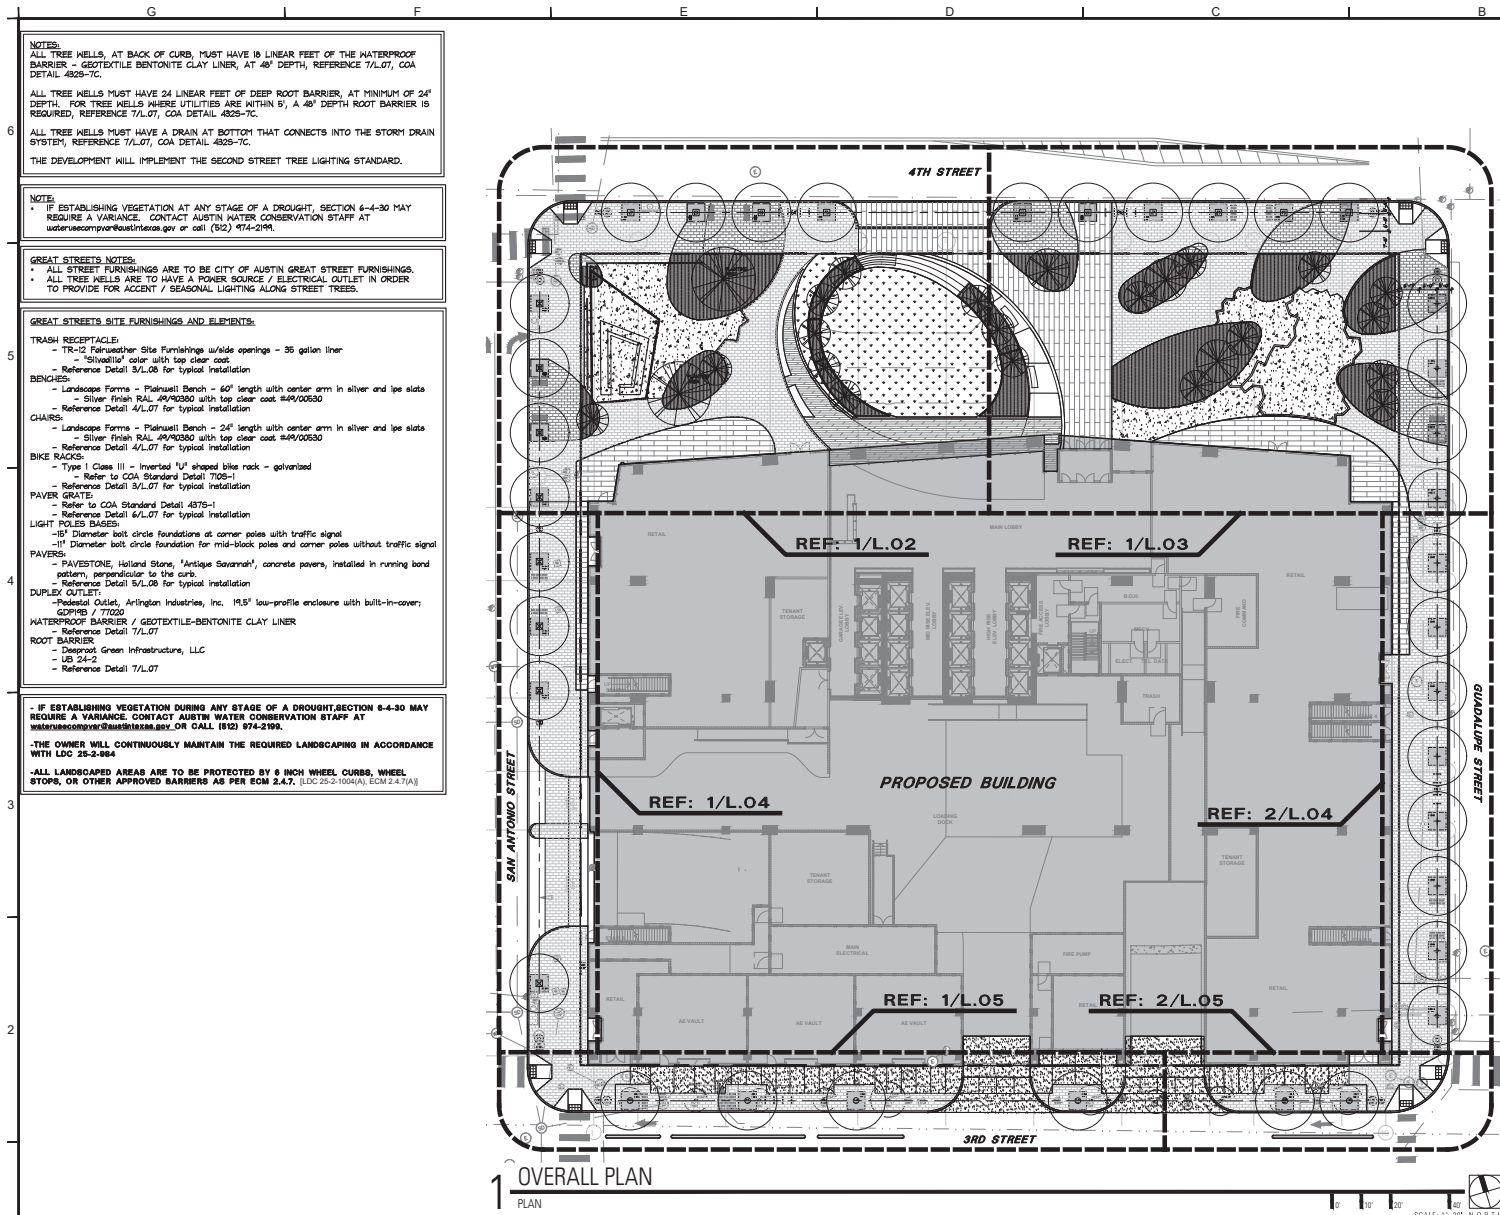 G F E D C B
NOTES:
ALL TREE WELLS, AT BACK OF CURB, MUST HAVE 18 LINEAR FEET OF THE WATERPROOF
BARRIER - GEOTEXTILE BENTONITE CLAY LINER, AT 48" DEPTH, REFERENCE 7/L.07, COA
DETAIL 432S-7C.
ALL TREE WELLS MUST HAVE 24 LINEAR FEET OF DEEP ROOT BARRIER, AT MINIMUM OF 24"
DEPTH. FOR TREE WELLS WHERE UTILITIES ARE WITHIN 5', A 48" DEPTH ROOT BARRIER IS
REQUIRED, REFERENCE 7/L.07, COA DETAIL 432S-7C.
ALL TREE WELLS MUST HAVE A DRAIN AT BOTTOM THAT CONNECTS INTO THE STORM DRAIN
SYSTEM, REFERENCE 7/L.07, COA DETAIL 432S-7C.
THE DEVELOPMENT WILL IMPLEMENT THE SECOND STREET TREE LIGHTING STANDARD.
NOTE:
• IF ESTABLISHING VEGETATION AT ANY STAGE OF A DROUGHT, SECTION 6-4-30 MAY
REQUIRE A VARIANCE. CONTACT AUSTIN WATER CONSERVATION STAFF AT
waterusecompvar@austintexas.gov or call (512) 974-2199.
GREAT STREETS NOTES:
• ALL STREET FURNISHINGS ARE TO BE CITY OF AUSTIN GREAT STREET FURNISHINGS.
• ALL TREE WELLS ARE TO HAVE A POWER SOURCE / ELECTRICAL OUTLET IN ORDER
TO PROVIDE FOR ACCENT / SEASONAL LIGHTING ALONG STREET TREES.
GREAT STREETS SITE FURNISHINGS AND ELEMENTS:
TRASH RECEPTACLE:
- TR-12 Fairweather Site Furnishings w/side openings - 35 gallon liner
- "Silvadillo" color with top clear coat
- Reference Detail 3/L.08 for typical installation
BENCHES:
- Landscape Forms - Plainwell Bench - 60" length with center arm in silver and ipe slats
- Silver finish RAL 49/90380 with top clear coat #49/00530
- Reference Detail 4/L.07 for typical installation
CHAIRS:
- Landscape Forms - Plainwell Bench - 24" length with center arm in silver and ipe slats
- Silver finish RAL 49/90380 with top clear coat #49/00530
- Reference Detail 4/L.07 for typical installation
BIKE RACKS:
- Type 1 Class III - Inverted "U" shaped bike rack - galvanized
- Refer to COA Standard Detail 710S-1
- Reference Detail 3/L.07 for typical installation
PAVER GRATE:
- Refer to COA Standard Detail 437S-1
- Reference Detail 6/L.07 for typical installation
LIGHT POLES BASES:
-15" Diameter bolt circle foundations at corner poles with traffic signal
-11" Diameter bolt circle foundation for mid-block poles and corner poles without traffic signal
PAVERS:
- PAVESTONE, Holland Stone, "Antique Savannah", concrete pavers, installed in running bond
pattern, perpendicular to the curb.
- Reference Detail 5/L.08 for typical installation
DUPLEX OUTLET:
-Pedestal Outlet, Arlington Industries, Inc. 19.5" low-profile enclosure with built-in-cover;
GDP19B / 77020
WATERPROOF BARRIER / GEOTEXTILE-BENTONITE CLAY LINER
- Reference Detail 7/L.07
ROOT BARRIER
- Deeproot Green Infrastructure, LLC
- UB 24-2
- Reference Detail 7/L.07
- IF ESTABLISHING VEGETATION DURING ANY STAGE OF A DROUGHT,SECTION 6-4-30 MAY
REQUIRE A VARIANCE. CONTACT AUSTIN WATER CONSERVATION STAFF AT
waterusecompvar@austintexas.gov OR CALL (512) 974-2199.
-THE OWNER WILL CONTINUOUSLY MAINTAIN THE REQUIRED LANDSCAPING IN ACCORDANCE
WITH LDC 25-2-984
-ALL LANDSCAPED AREAS ARE TO BE PROTECTED BY 6 INCH WHEEL CURBS, WHEEL
STOPS, OR OTHER APPROVED BARRIERS AS PER ECM 2.4.7. [LDC 25-2-1004(A), ECM 2.4.7(A)]
6
5
4
3
2
4TH STREET
RETAIL
MAIN LOBBY
REF: 1/L.02
REF: 1/L.03
RETAIL
TENANT
STORAGE
GARAGE ELEV.
LOBBY
MID RISE ELEV.
LOBBY
HIGH RISE
ELEV. LOBBY
FIRE ACCESS
LOBBY
B.O.H.
MECH.
ELECT.
TEL. DATA
FIRE
COMMAND
TRASH
GUADALUPE STREET
SAN ANTONIO STREET
PROPOSED BUILDING
REF: 1/L.04
REF: 2/L.04
LOADING
DOCK
TENANT
STORAGE
TENANT
STORAGE
MAIN
ELECTRICAL
FIRE PUMP
RETAIL
RETAIL
RETAIL
REF: 1/L.05
REF: 2/L.05
AE VAULT
AE VAULT
AE VAULT
3RD STREET
1 OVERALL PLAN
PLAN
0' 10' 20' 40'
NORTH